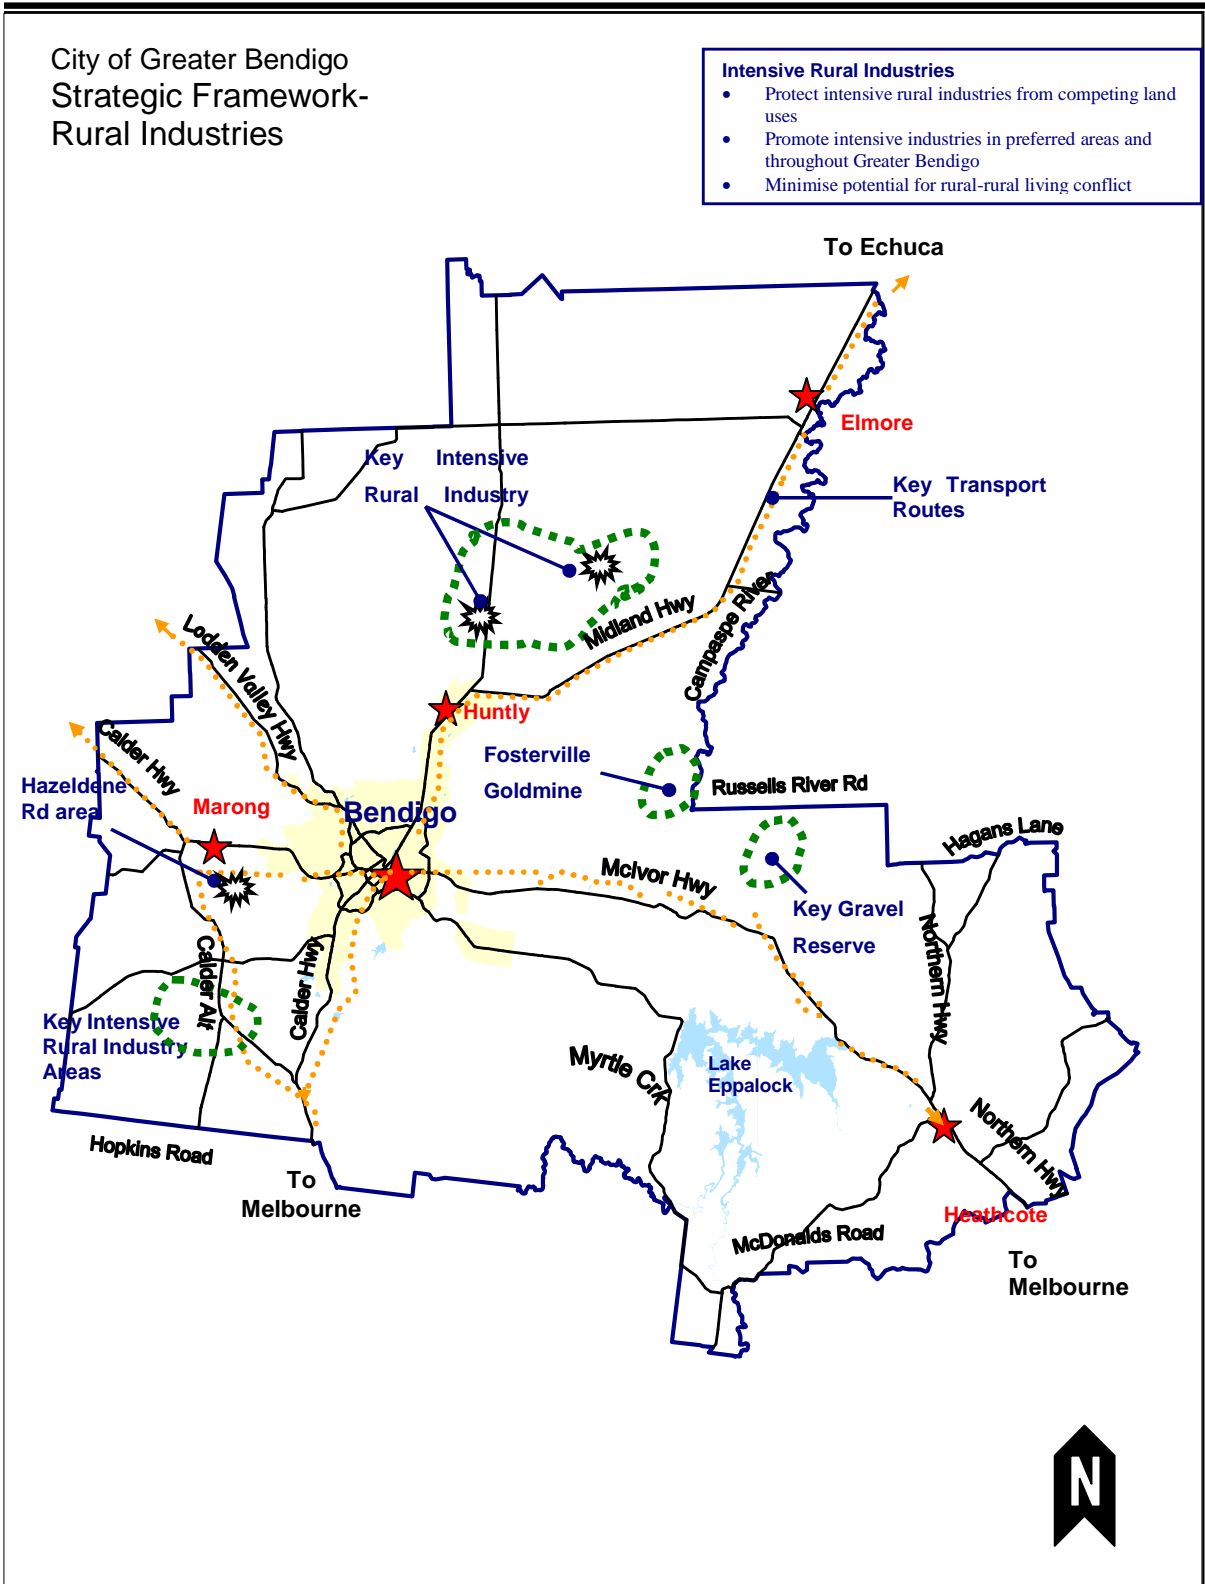 City of Greater Bendigo
Strategic Framework-
Rural Industries
Intensive Rural Industries
• Protect intensive rural industries from competing land
uses
• Promote intensive industries in preferred areas and
throughout Greater Bendigo
• Minimise potential for rural-rural living conflict
To Echuca
Elmore
Key Intensive
Rural Industry
Key Transport
Routes
Midland Hwy
Campaspe River
Lodden Valley Hwy
Huntly
Calder Hwy
Fosterville
Goldmine
Russells River Rd
Hazeldene
Rd area
Marong
Bendigo
Hagans Lane
McIvor Hwy
Key Gravel
Reserve
Northern Hwy
Calder Alt
Calder Hwy
Key Intensive
Rural Industry
Areas
Myrtle Crk
Lake
Eppalock
Northern Hwy
Hopkins Road
To
Melbourne
Heathcote
McDonalds Road
To
Melbourne
N